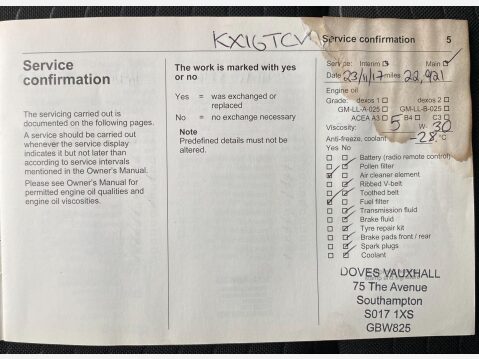 KX16TCV
Service
confirmation
The servicing carried out is
documented on the following pages.
A service should be carried out
whenever the service display
indicates it but not later than
according to service intervals
mentioned in the Owner's Manual.
Please see Owner's Manual for
permitted engine oil qualities and
engine oil viscosities.
The work is marked with yes
or no
Yes = was exchanged or
replaced
No = no exchange necessary
Note
Predefined details must not be
altered.
Service confirmation 5
Service: Interim Main
Date 23/11/17 miles 22,921
Engine oil
Grade: dexos 1 dexos 2
GM-LL-A-025 GM-LL-B-025
ACEA A3 B4 C3
Viscosity: 5 W 30
Anti-freeze, coolant -28 °C
Yes No
Battery (radio remote control)
Pollen filter
Air cleaner element
Ribbed V-belt
Toothed belt
Fuel filter
Transmission fluid
Brake fluid
Tyre repair kit
Brake pads front / rear
Spark plugs
Coolant
DOVES VAUXHALL
75 The Avenue
Southampton
S017 1XS
GBW825